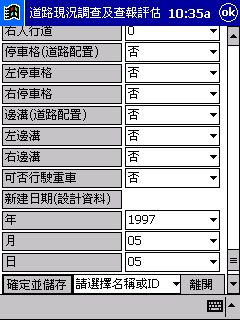 道路現況調查及查報評估 10:35a ok
右人行道 0
停車格(道路配置) 否
左停車格 否
右停車格 否
邊溝(道路配置) 否
左邊溝 否
右邊溝 否
可否行駛重車 否
新建日期(設計資料)
年 1997
月 05
日 05
確定並儲存 請選擇名稱或ID 離開